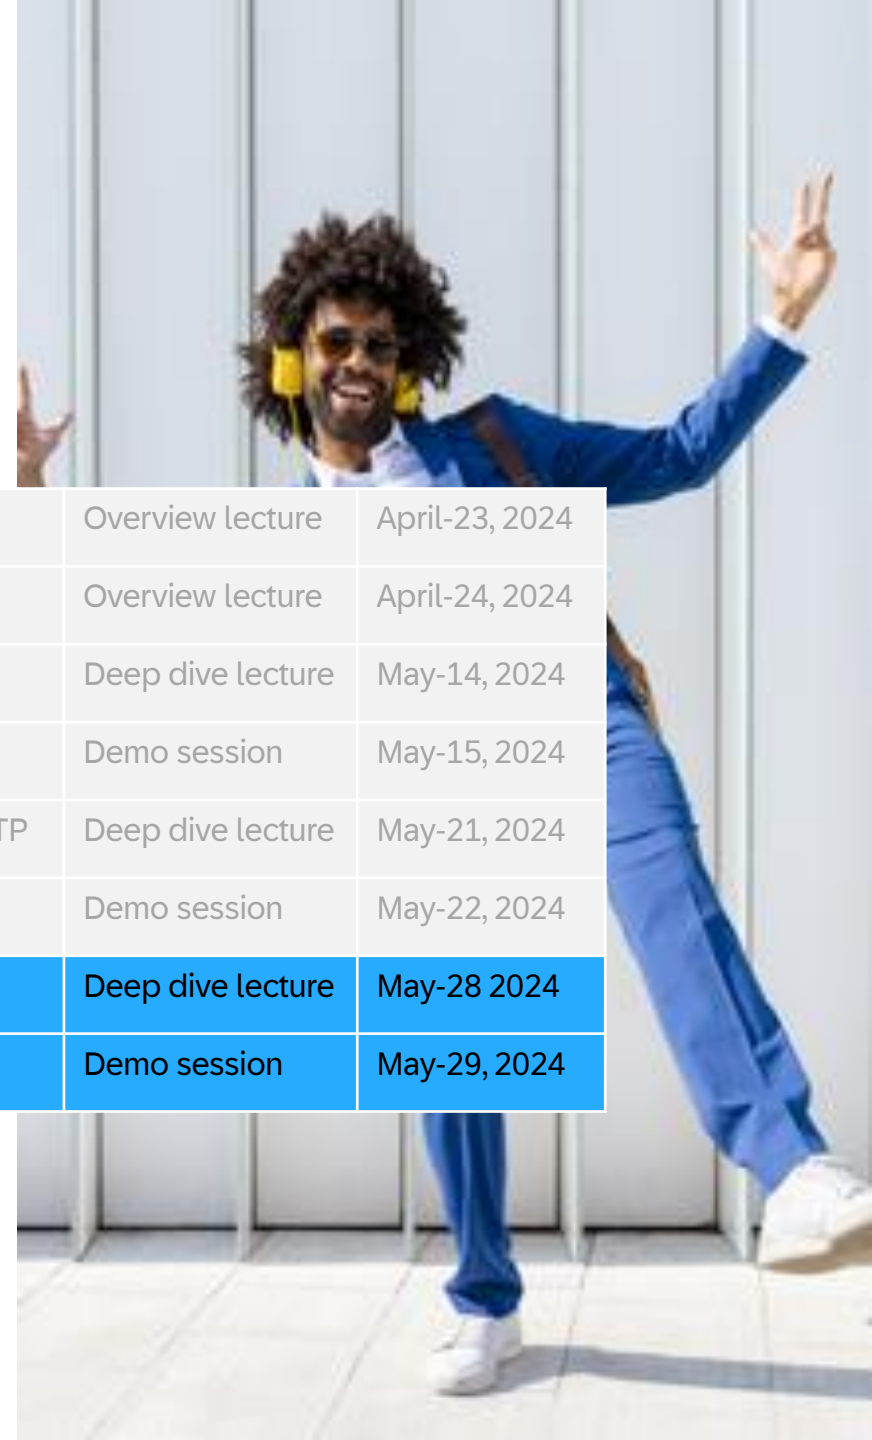 Overview lecture April-23, 2024
Overview lecture April-24, 2024
Deep dive lecture May-14, 2024
Demo session May-15, 2024
TP Deep dive lecture May-21, 2024
Demo session May-22, 2024
Deep dive lecture May-28 2024
Demo session May-29, 2024